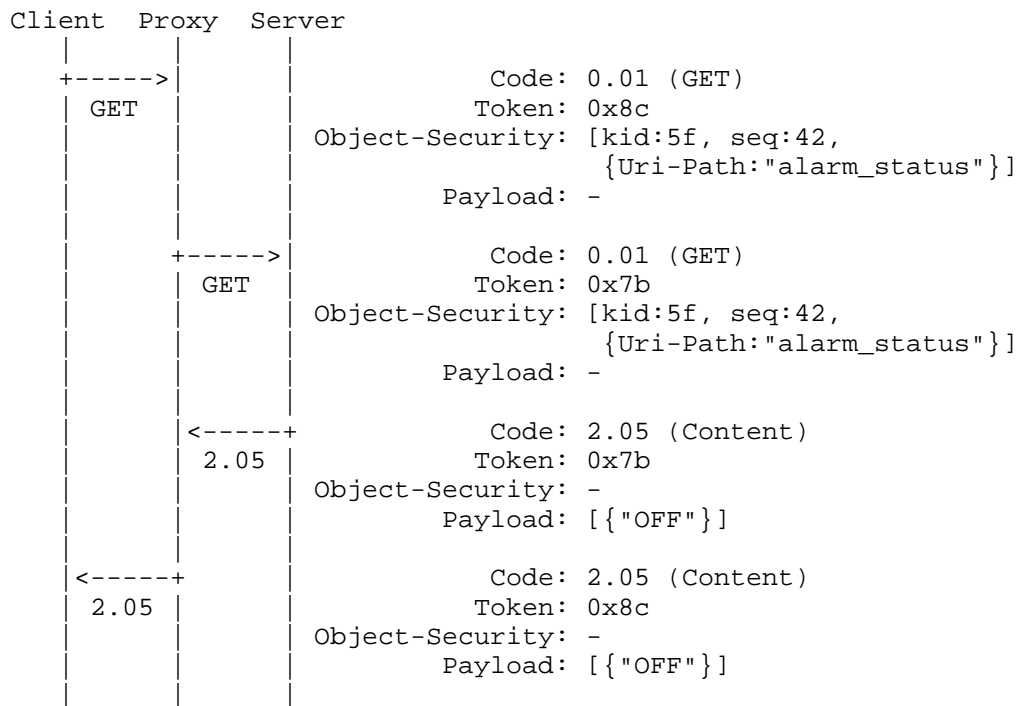 Client  Proxy  Server
   |      |      |
   +----->|      |            Code: 0.01 (GET)
   | GET  |      |           Token: 0x8c
   |      |      | Object-Security: [kid:5f, seq:42,
   |      |      |                   {Uri-Path:"alarm_status"}]
   |      |      |         Payload: -
   |      |      |
   |      +----->|            Code: 0.01 (GET)
   |      | GET  |           Token: 0x7b
   |      |      | Object-Security: [kid:5f, seq:42,
   |      |      |                   {Uri-Path:"alarm_status"}]
   |      |      |         Payload: -
   |      |      |
   |      |<-----+            Code: 2.05 (Content)
   |      | 2.05 |           Token: 0x7b
   |      |      | Object-Security: -
   |      |      |         Payload: [{"OFF"}]
   |      |      |
   |<-----+      |            Code: 2.05 (Content)
   | 2.05 |      |           Token: 0x8c
   |      |      | Object-Security: -
   |      |      |         Payload: [{"OFF"}]
   |      |      |